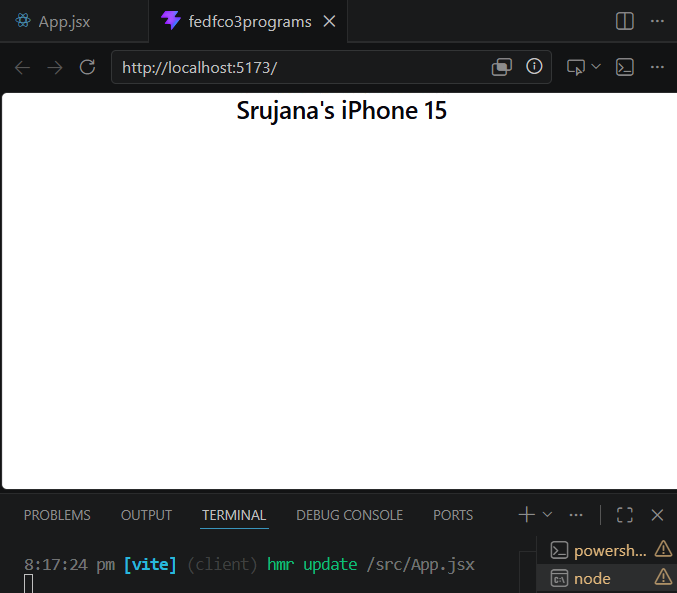 App.jsx
fedfco3programs
http://localhost:5173/
Srujana's iPhone 15
PROBLEMS OUTPUT TERMINAL DEBUG CONSOLE PORTS
8:17:24 pm [vite] (client) hmr update /src/App.jsx
powersh...
node